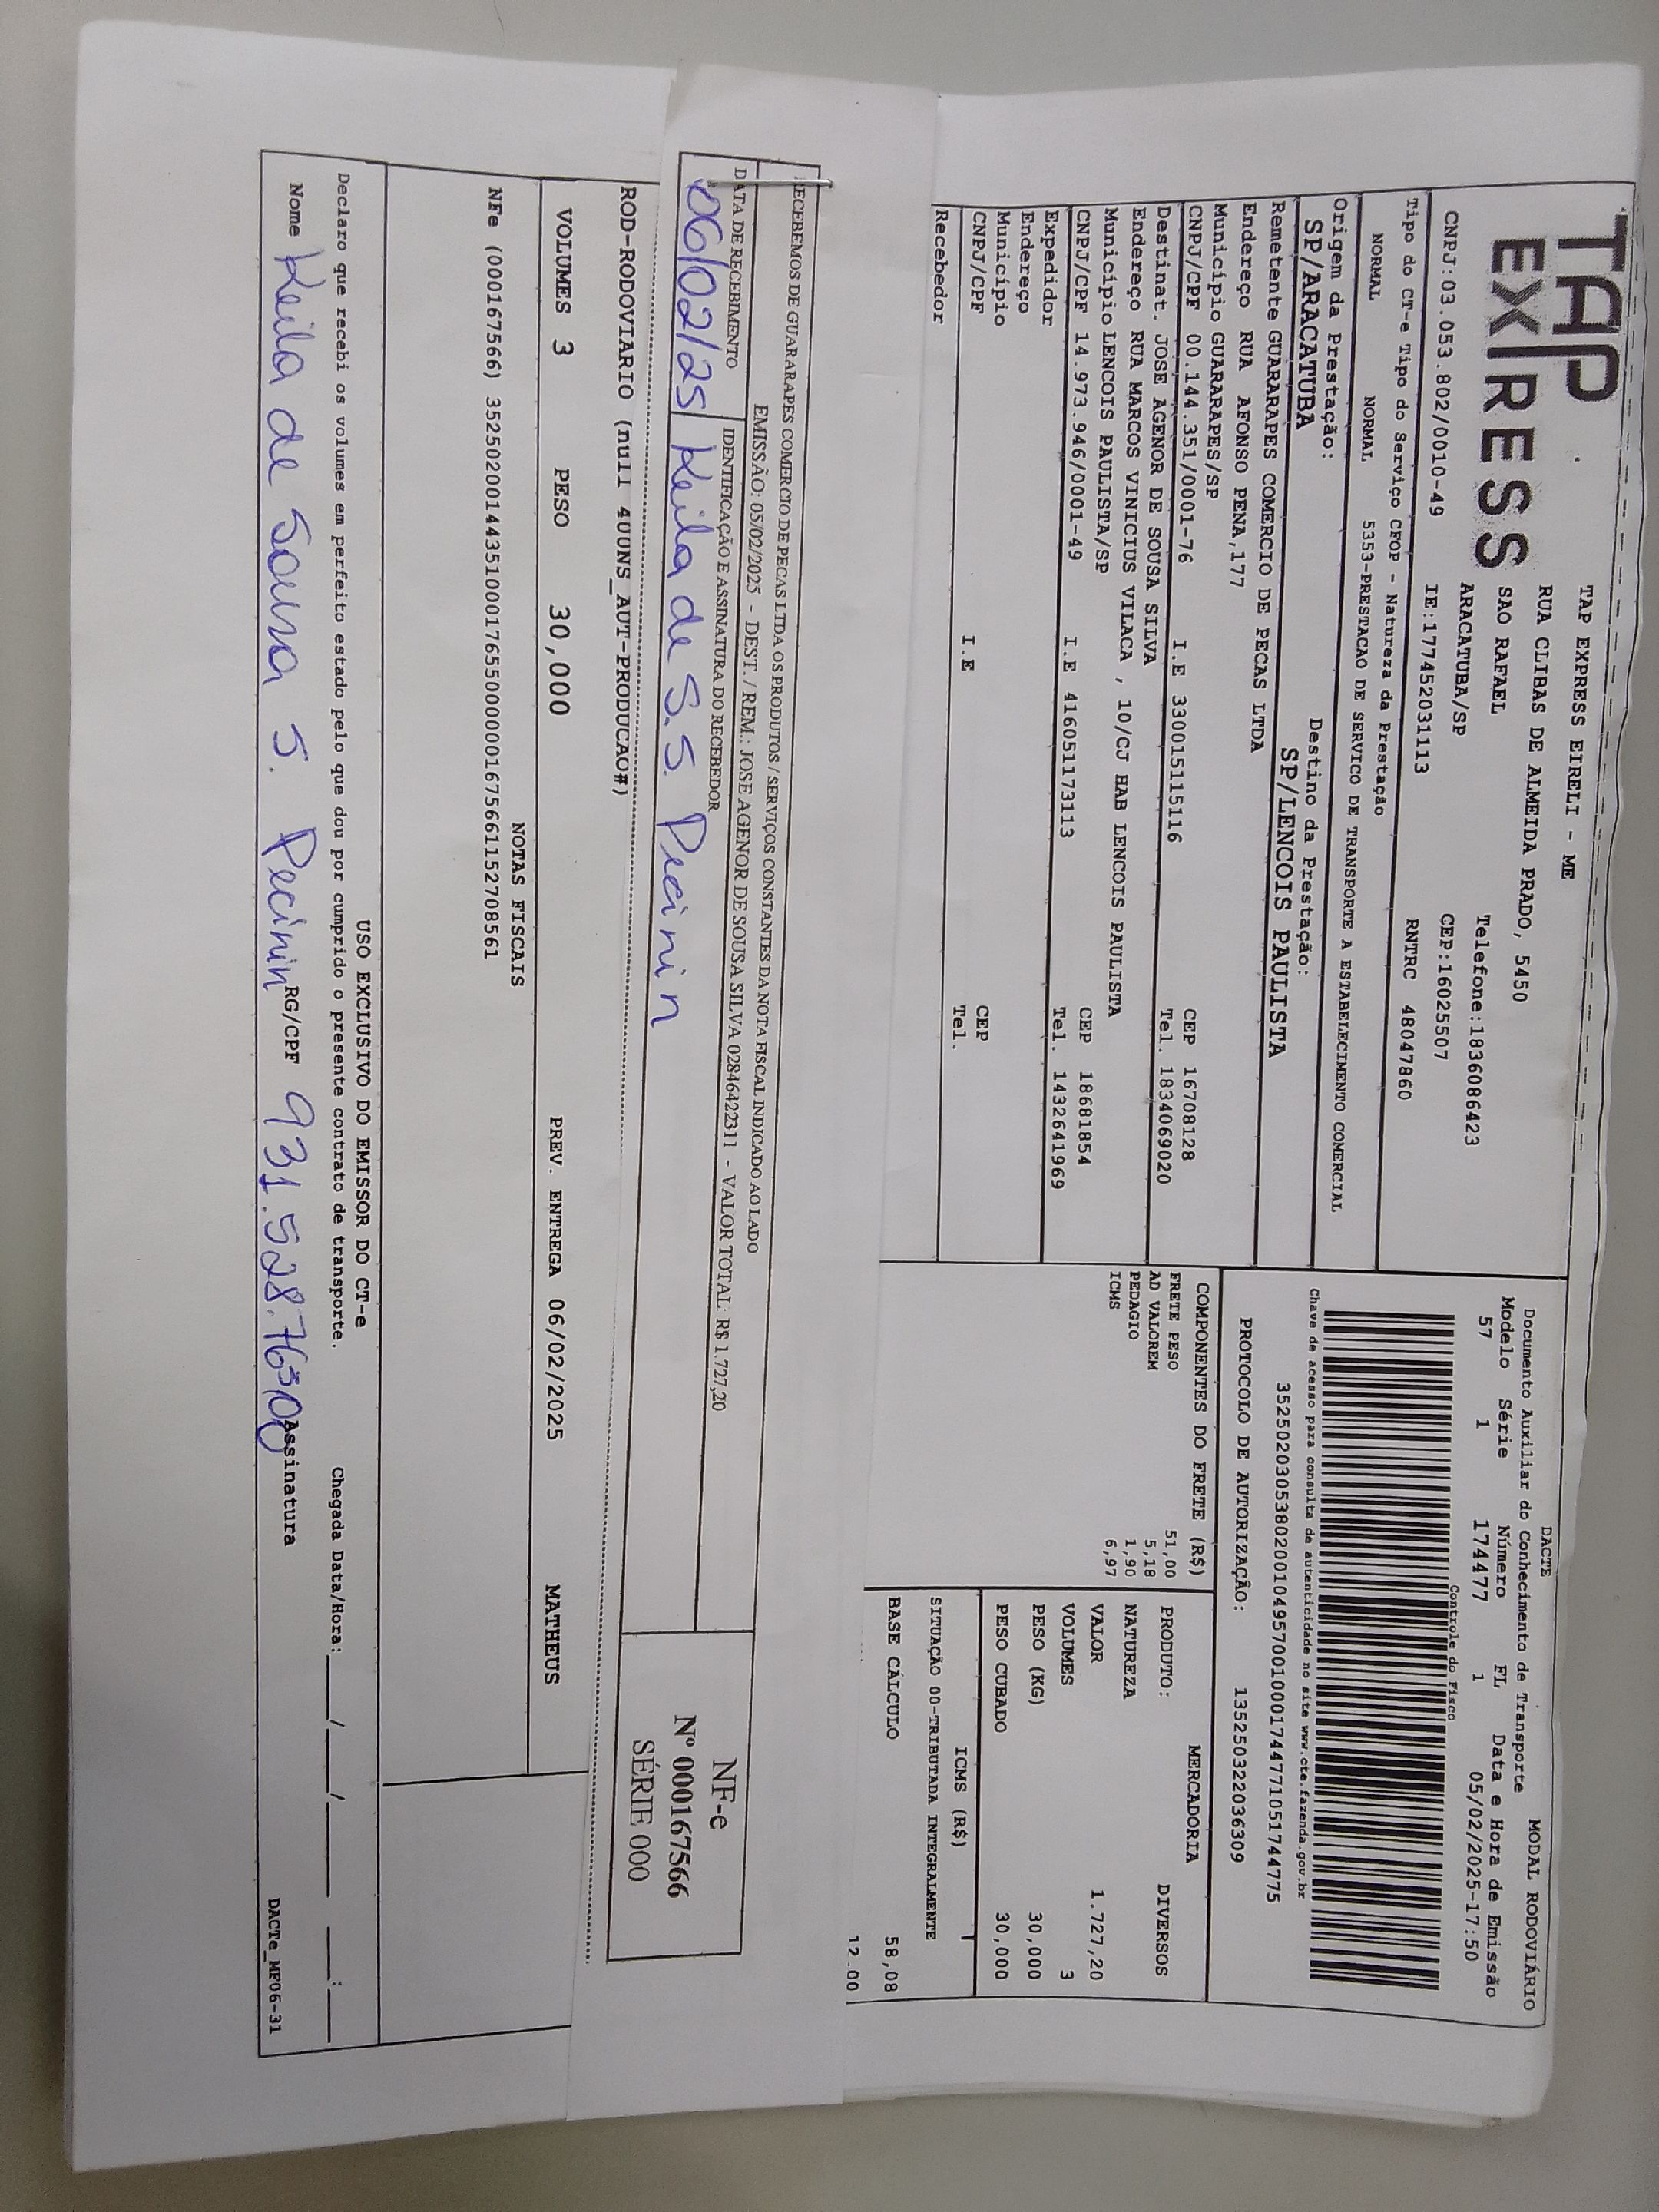 TAP
EXPRESS
TAP EXPRESS EIRELI - ME
RUA CLIBAS DE ALMEIDA PRADO, 5450
SAO RAFAEL Telefone:1836086423
ARACATUBA/SP CEP:16025507
CNPJ:03.053.802/0010-49 IE:177452031113 RNTRC 48047860
Tipo do CT-e Tipo do Serviço CFOP - Natureza da Prestação
NORMAL NORMAL 5353-PRESTACAO DE SERVICO DE TRANSPORTE A ESTABELECIMENTO COMERCIAL
Origem da Prestação: Destino da Prestação:
SP/ARACATUBA SP/LENCOIS PAULISTA
Remetente GUARARAPES COMERCIO DE PECAS LTDA
Endereço RUA AFONSO PENA,177
Município GUARARAPES/SP CEP 16708128
CNPJ/CPF 00.144.351/0001-76 I.E 330015115116 Tel. 1834069020
Destinat. JOSE AGENOR DE SOUSA SILVA
Endereço RUA MARCOS VINICIUS VILACA , 10/CJ HAB LENCOIS PAULISTA
Município LENCOIS PAULISTA/SP CEP 18681854
CNPJ/CPF 14.973.946/0001-49 I.E 416051173113 Tel. 1432641969
Expedidor
Endereço
Município CEP
CNPJ/CPF I.E Tel.
Recebedor
DACTE MODAL RODOVIÁRIO
Documento Auxiliar do Conhecimento de Transporte
Modelo Série Número FL Data e Hora de Emissão
57 1 174477 1 05/02/2025-17:50
Controle do Fisco
Chave de acesso para consulta de autenticidade no site www.cte.fazenda.gov.br
35250203053802001049570010001744771051744775
PROTOCOLO DE AUTORIZAÇÃO: 135250322036309
COMPONENTES DO FRETE (R$)
FRETE PESO 51,00
AD VALOREM 5,18
PEDAGIO 1,90
ICMS 6,97
MERCADORIA
PRODUTO: DIVERSOS
NATUREZA
VALOR 1.727,20
VOLUMES 3
PESO (KG) 30,000
PESO CUBADO 30,000
ICMS (R$)
SITUAÇÃO 00-TRIBUTADA INTEGRALMENTE
BASE CÁLCULO 58,08
12.00
RECEBEMOS DE GUARARAPES COMERCIO DE PECAS LTDA OS PRODUTOS / SERVIÇOS CONSTANTES DA NOTA FISCAL INDICADO AO LADO
EMISSÃO: 05/02/2025 - DEST. / REM.: JOSE AGENOR DE SOUSA SILVA 02846422311 - VALOR TOTAL: R$ 1.727,20
DATA DE RECEBIMENTO IDENTIFICAÇÃO E ASSINATURA DO RECEBEDOR
06/02/25 Keila de S. S. Pecinin
NF-e
Nº 000167566
SÉRIE 000
ROD-RODOVIARIO (null 4UUNS_AUT-PRODUCAO#)
VOLUMES 3 PESO 30,000 PREV. ENTREGA 06/02/2025 MATHEUS
NOTAS FISCAIS
NFe (000167566) 35250200144351000176550000001675661152708561
USO EXCLUSIVO DO EMISSOR DO CT-e
Declaro que recebi os volumes em perfeito estado pelo que dou por cumprido o presente contrato de transporte. Chegada Data/Hora: ___/___/___ __:__
Nome Keila de Sousa S. Pecinin RG/CPF 931.528.76300 Assinatura
DACTe_MF06-31